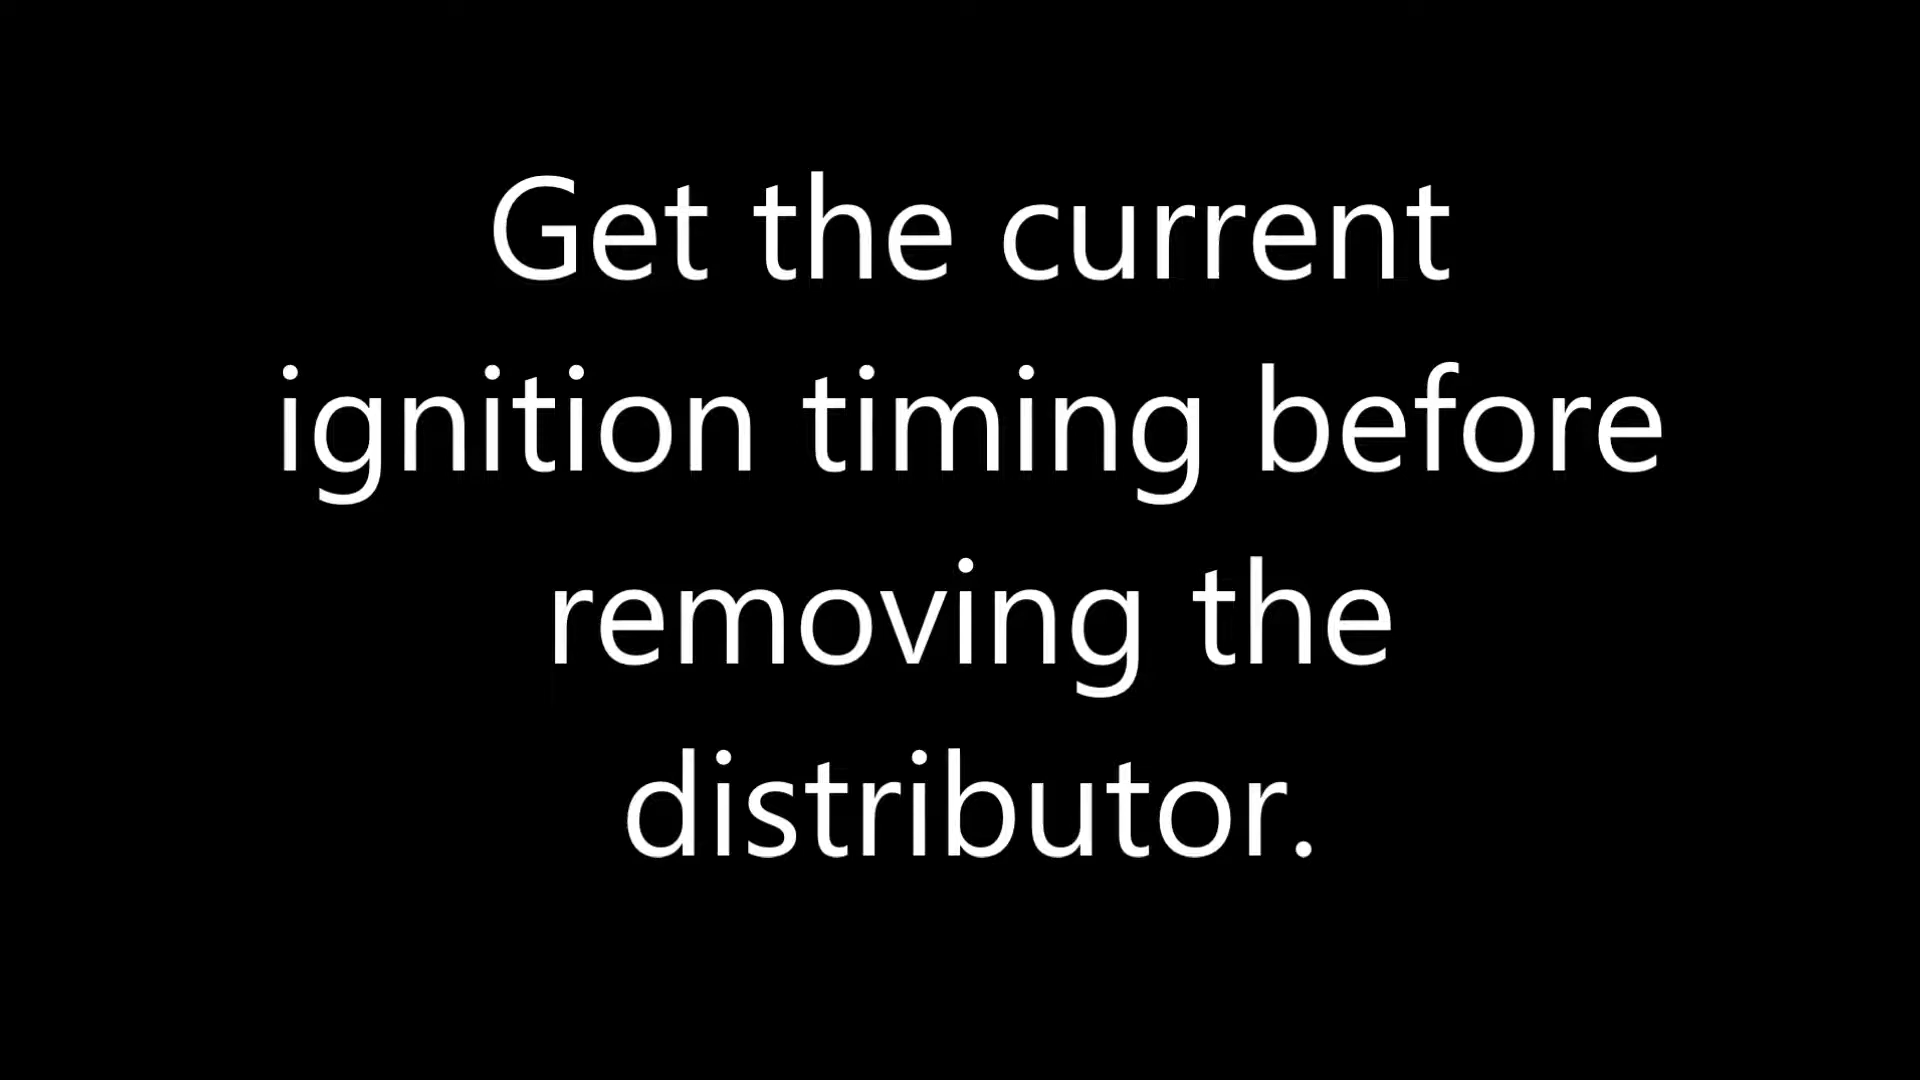 Get the current
ignition timing before
removing the
distributor.